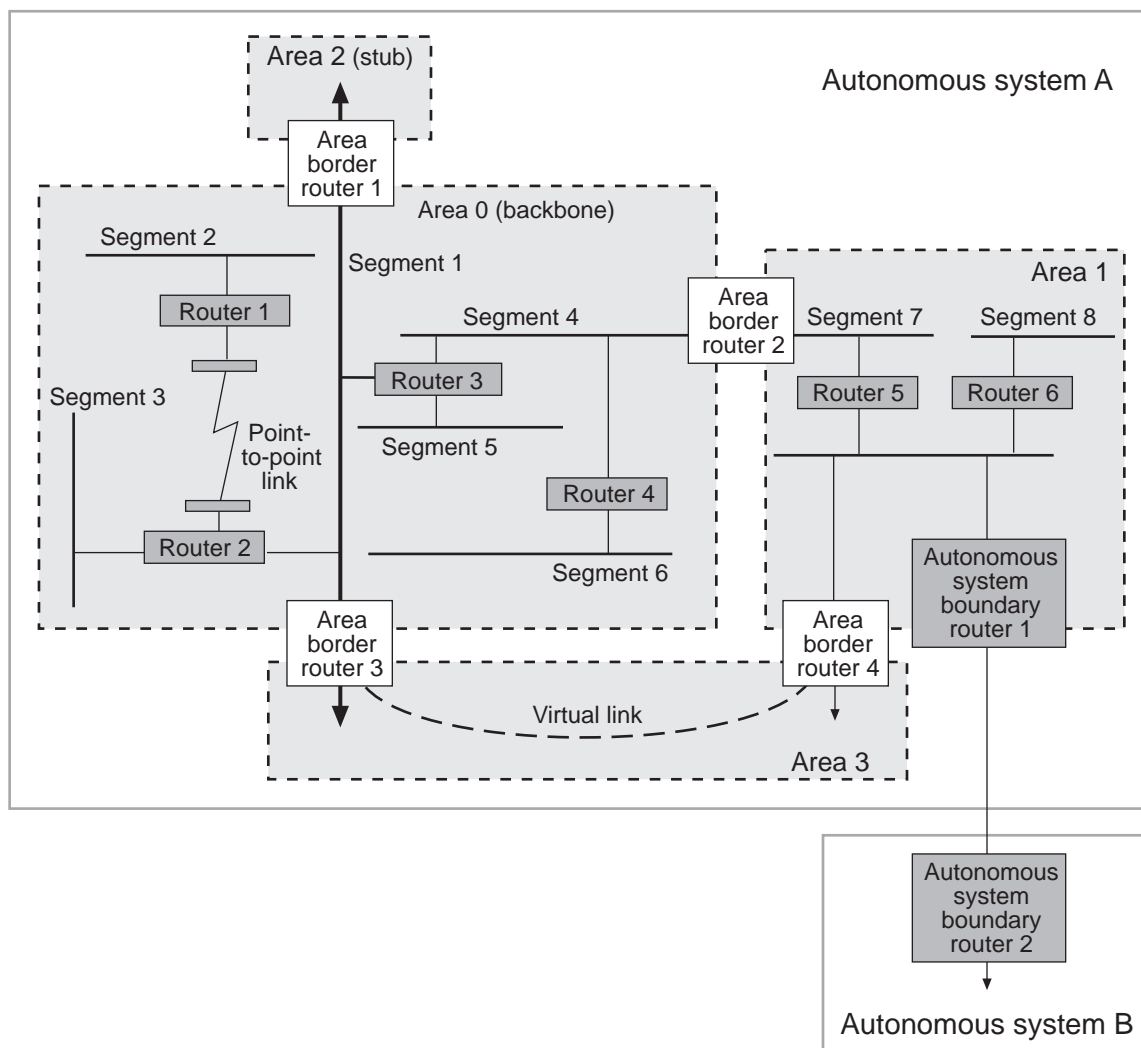 Area 2 (stub)
Autonomous system A
Area
border
router 1
Area 0 (backbone)
Segment 2
Segment 1
Area 1
Router 1
Segment 4
Area
border
router 2
Segment 7
Segment 8
Router 3
Segment 3
Router 5
Router 6
Point-
to-point
link
Segment 5
Router 4
Router 2
Segment 6
Autonomous
system
boundary
router 1
Area
border
router 3
Area
border
router 4
Virtual link
Area 3
Autonomous
system
boundary
router 2
Autonomous system B